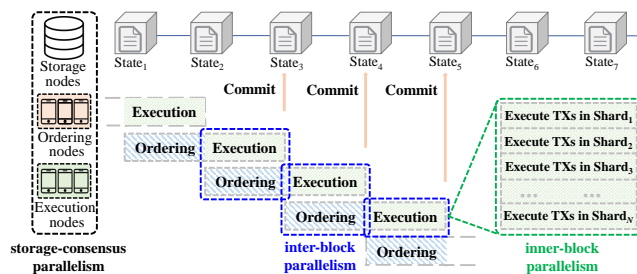 State1
State2
State3
State4
State5
State6
State7
Storage
nodes
Commit
Commit
Commit
Ordering
nodes
Execution
nodes
Execution
Ordering
Execution
Ordering
Execution
Ordering
Execution
Ordering
Execute TXs in Shard1
Execute TXs in Shard2
Execute TXs in Shard3
... ...
Execute TXs in ShardN
storage-consensus
parallelism
inter-block
parallelism
inner-block
parallelism